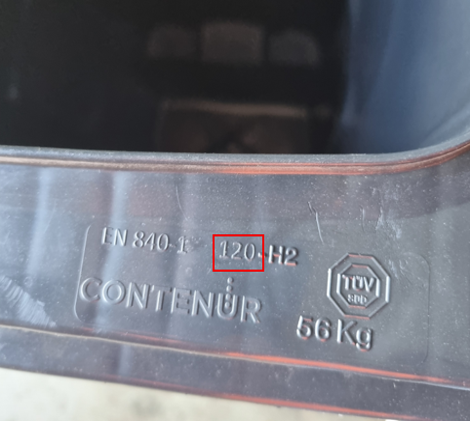 EN 840-1 120-H2
TÜV
SÜD
CONTENUR
56 Kg